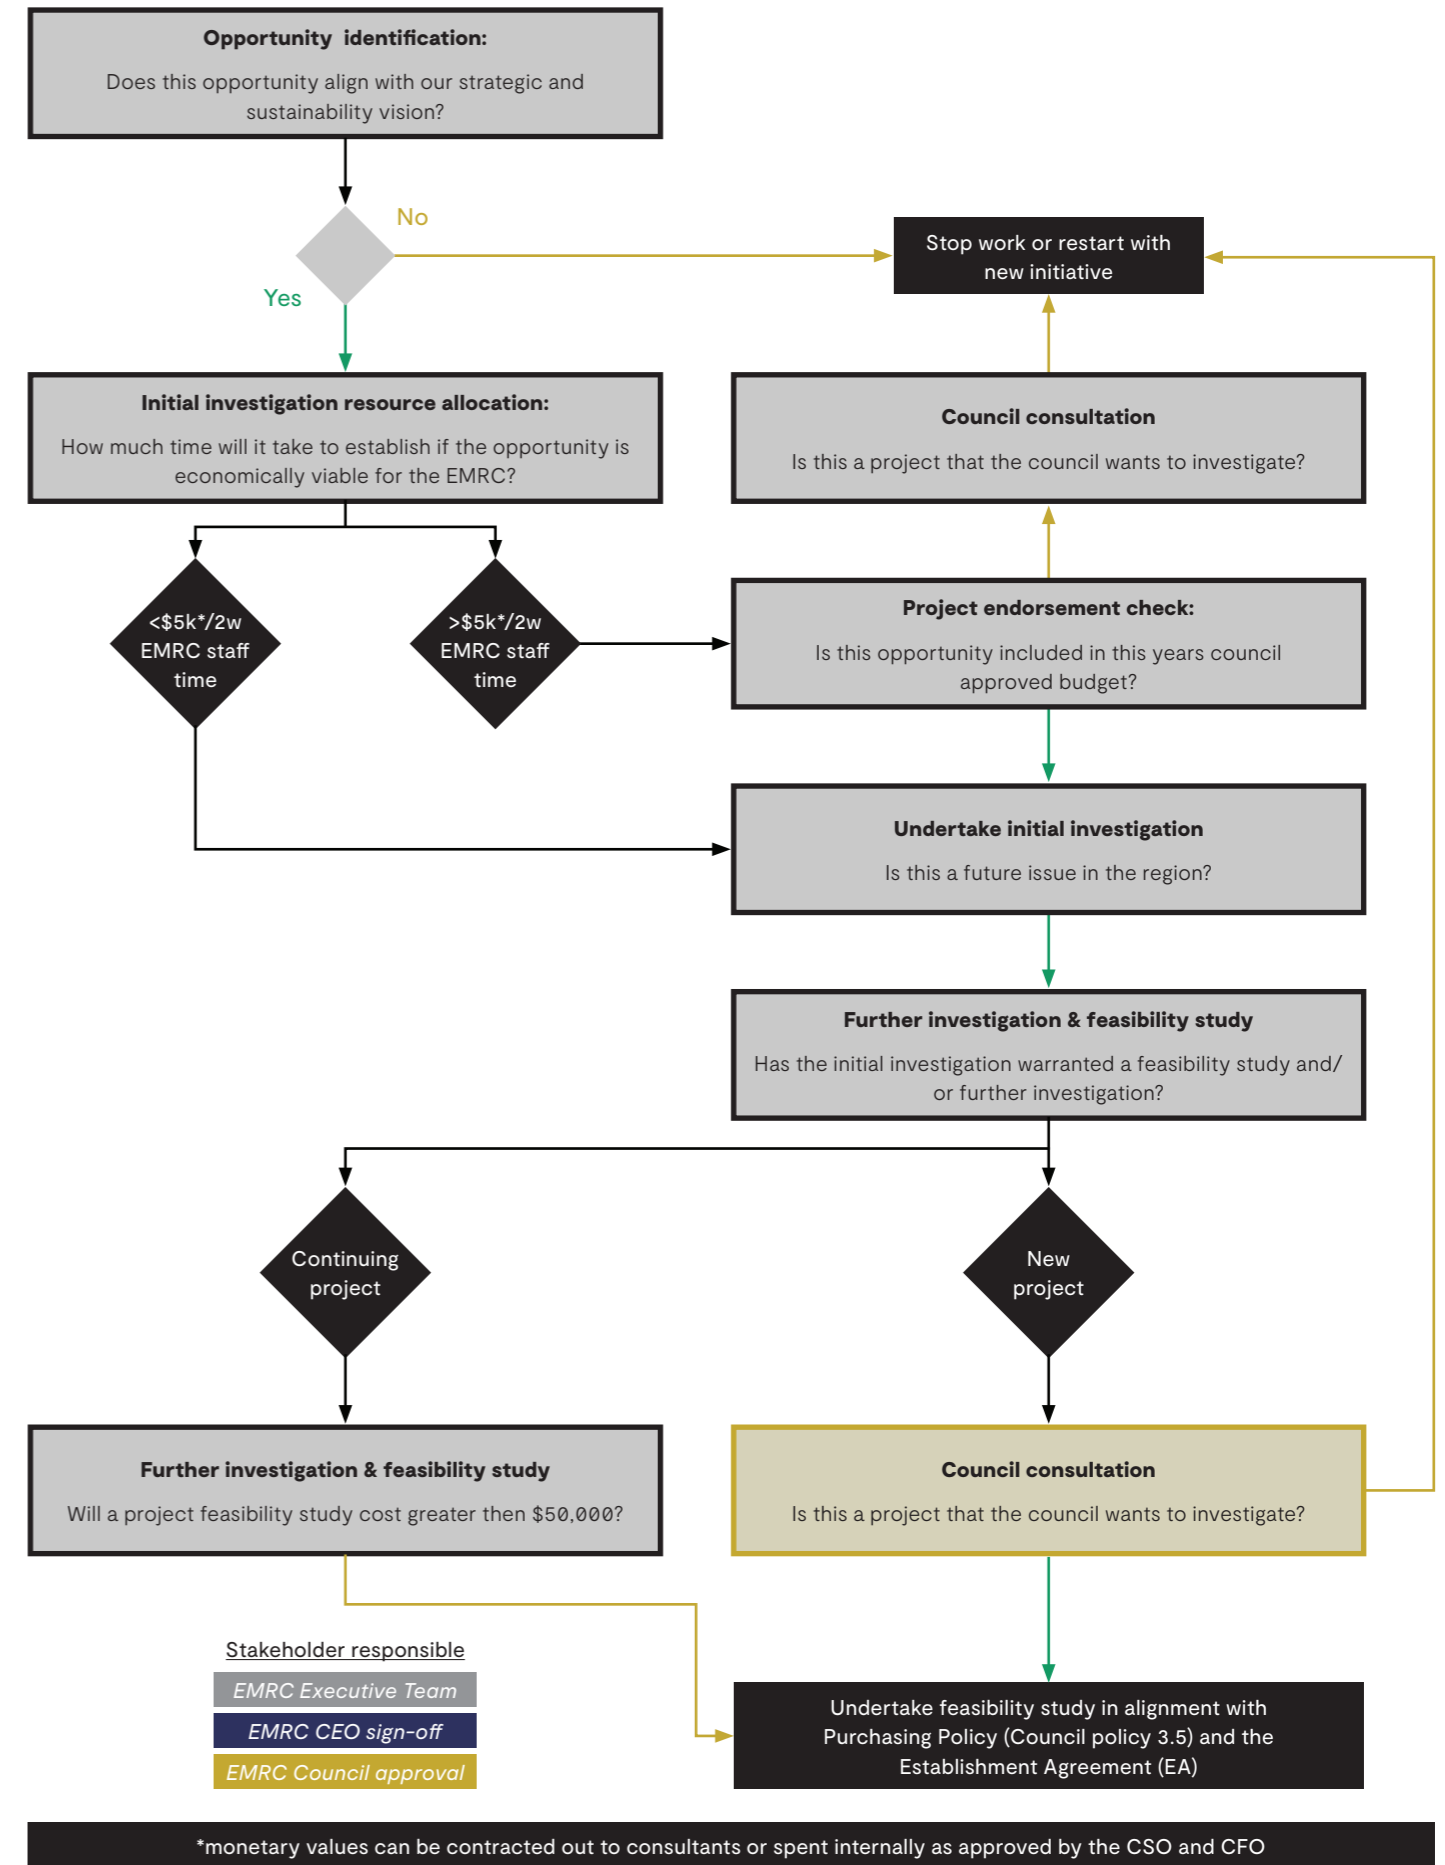 Opportunity identification:
Does this opportunity align with our strategic and
sustainability vision?
No
Yes
Stop work or restart with
new initiative
Initial investigation resource allocation:
How much time will it take to establish if the opportunity is
economically viable for the EMRC?
Council consultation
Is this a project that the council wants to investigate?
<$5k*/2w
EMRC staff
time
>$5k*/2w
EMRC staff
time
Project endorsement check:
Is this opportunity included in this years council
approved budget?
Undertake initial investigation
Is this a future issue in the region?
Further investigation & feasibility study
Has the initial investigation warranted a feasibility study and/
or further investigation?
Continuing
project
New
project
Further investigation & feasibility study
Will a project feasibility study cost greater then $50,000?
Council consultation
Is this a project that the council wants to investigate?
Stakeholder responsible
EMRC Executive Team
EMRC CEO sign-off
EMRC Council approval
Undertake feasibility study in alignment with
Purchasing Policy (Council policy 3.5) and the
Establishment Agreement (EA)
*monetary values can be contracted out to consultants or spent internally as approved by the CSO and CFO